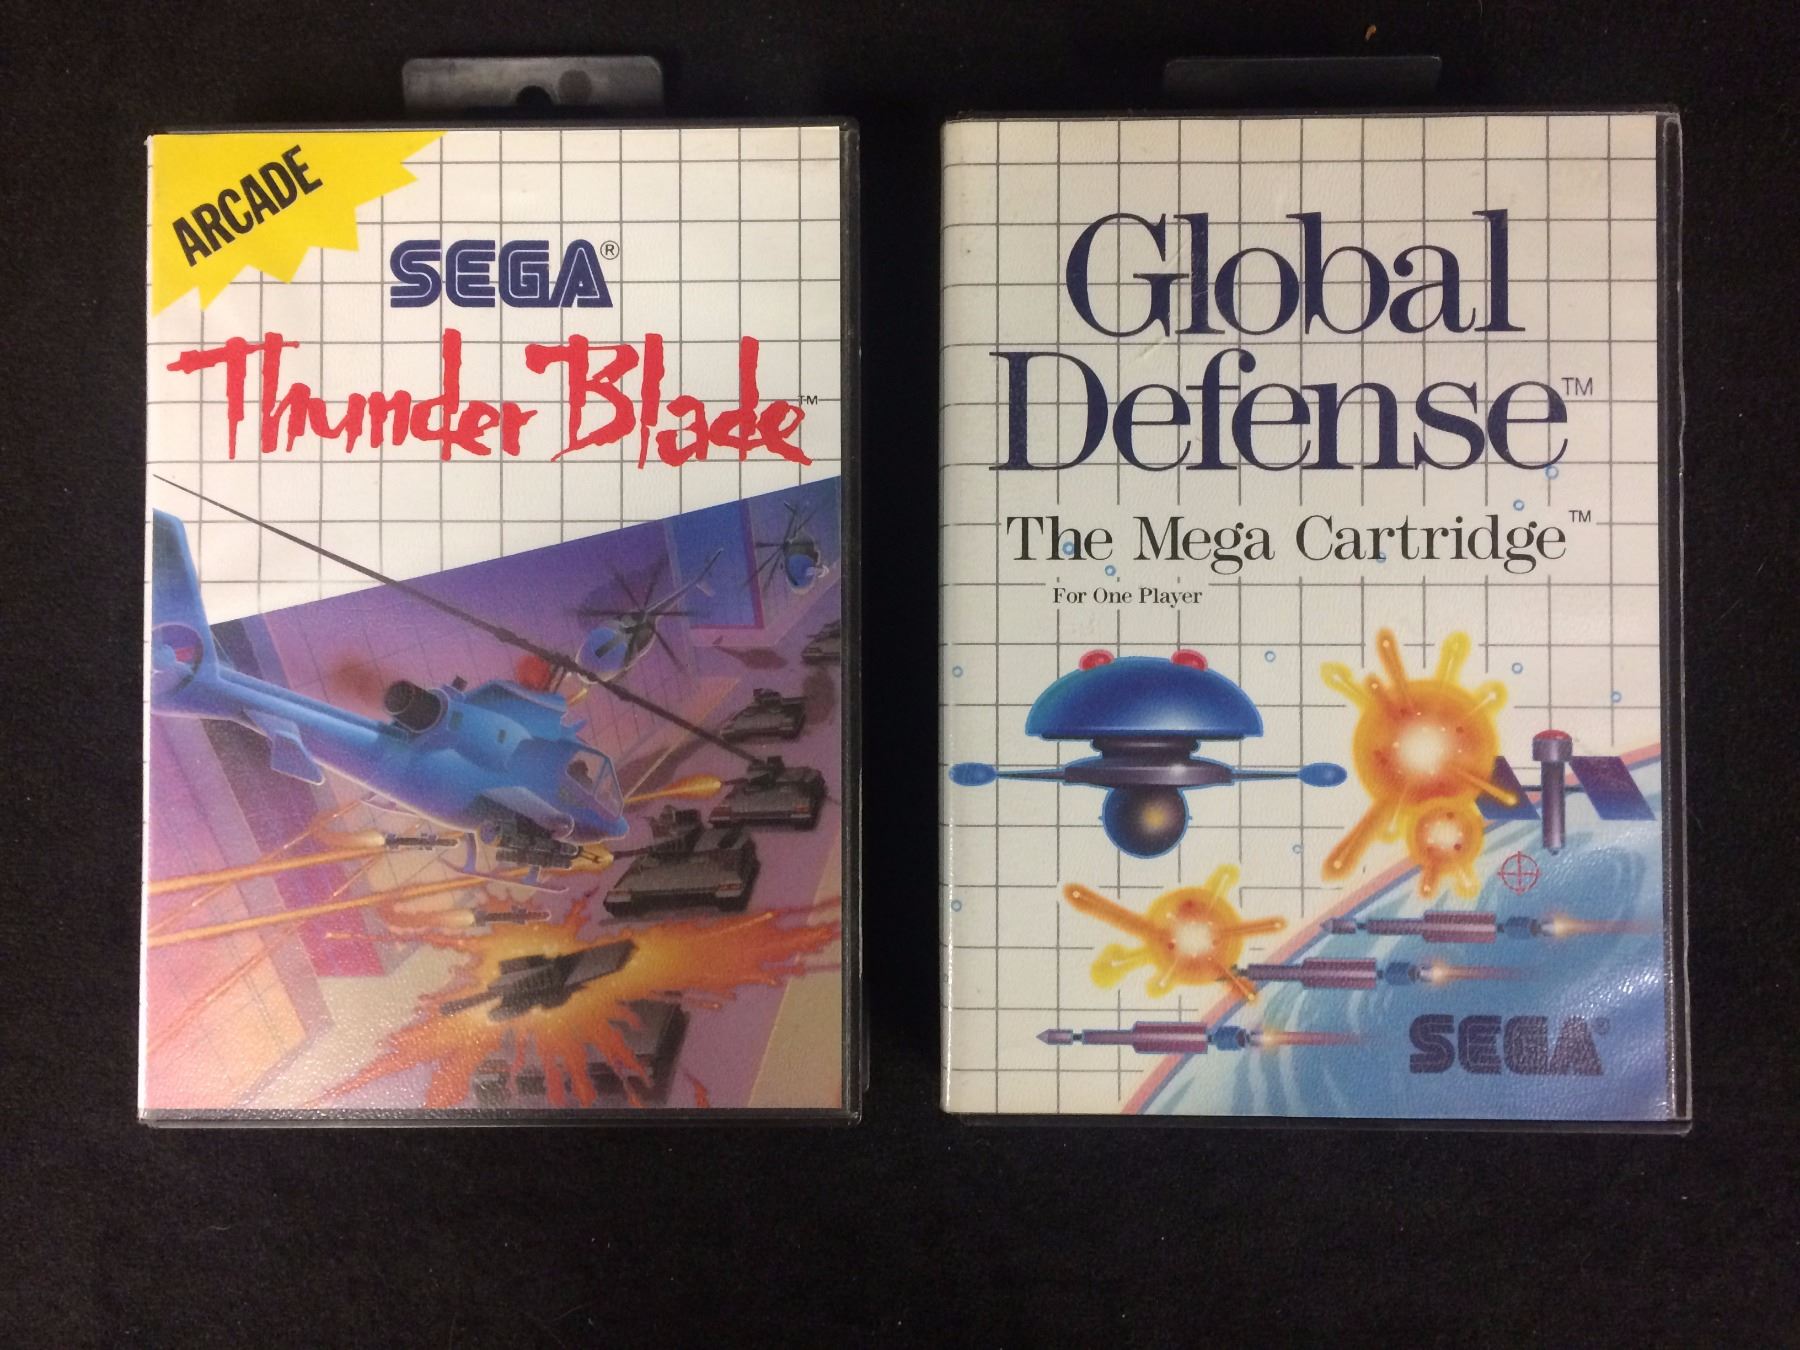 ARCADE
SEGA®
Thunder Blade™
Global
Defense™
The Mega Cartridge™
For One Player
SEGA®